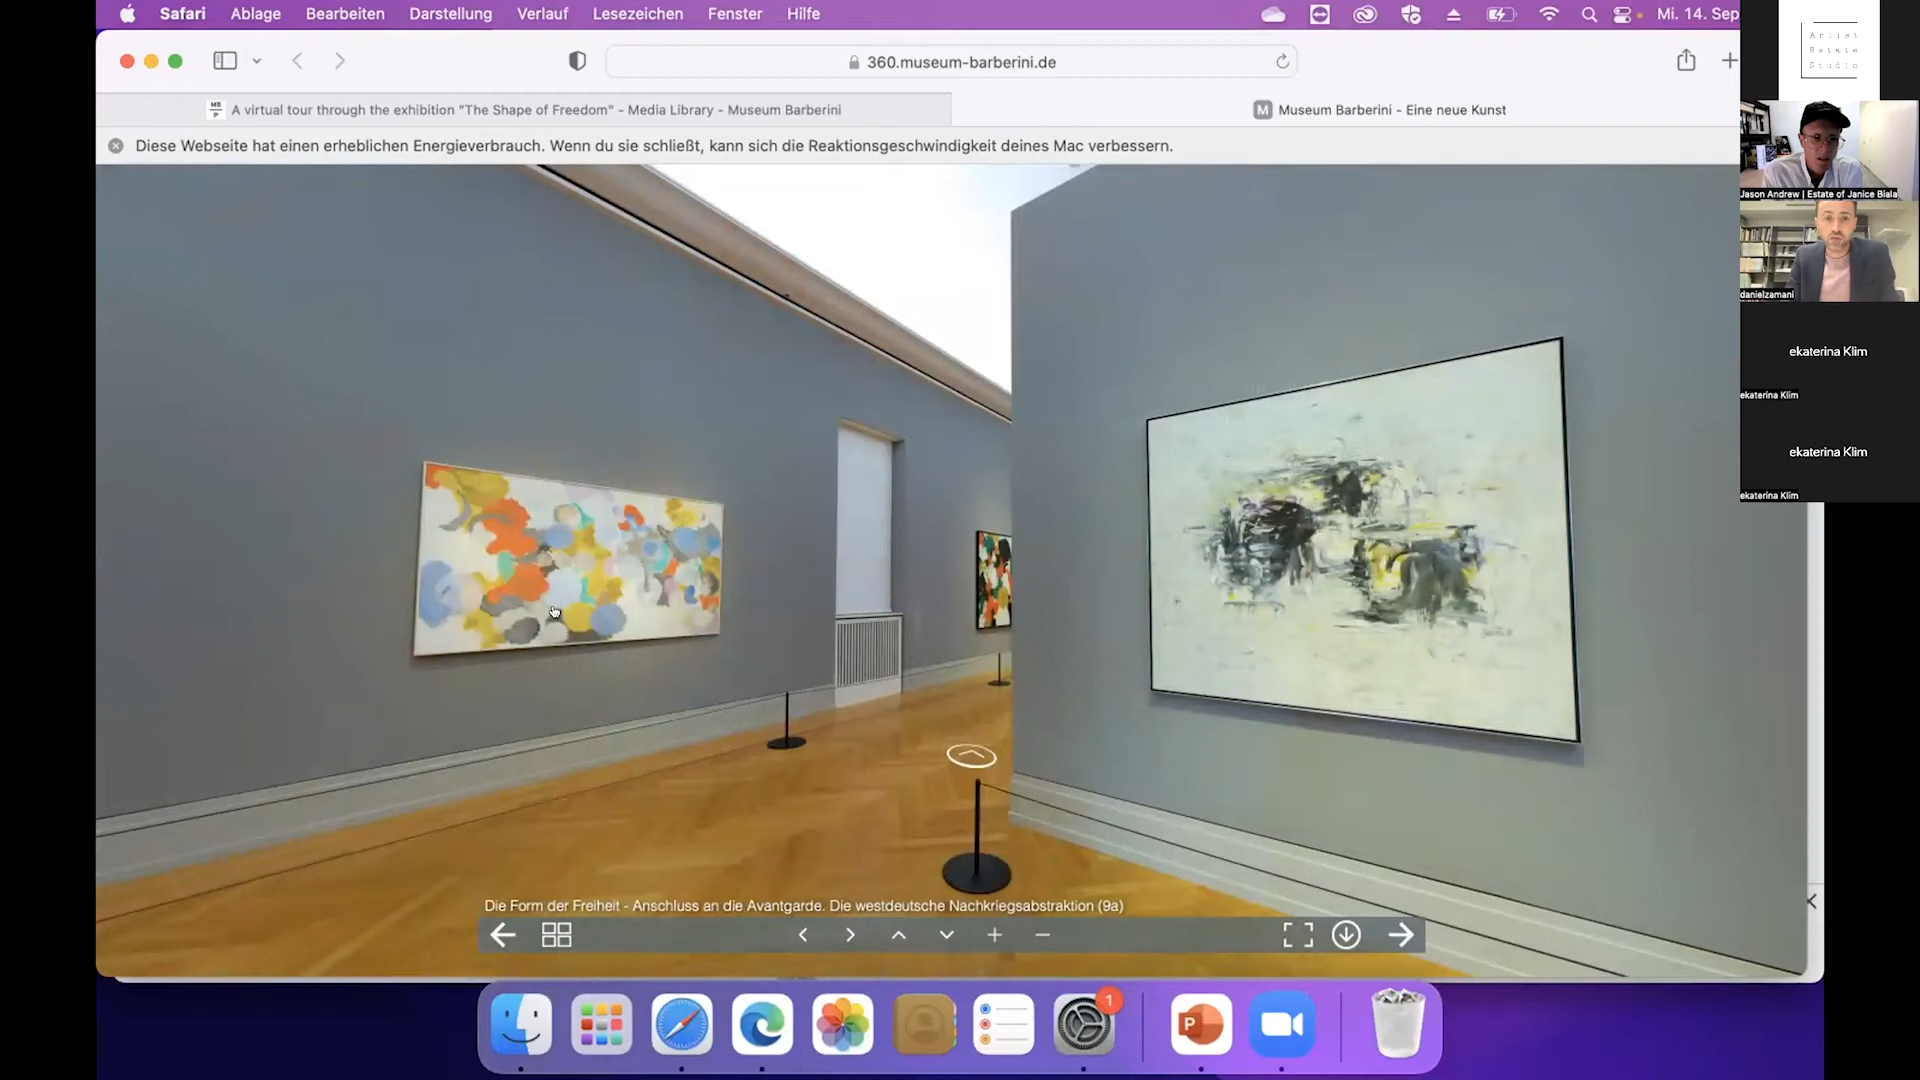 Safari Ablage Bearbeiten Darstellung Verlauf Lesezeichen Fenster Hilfe Mi. 14. Sep
360.museum-barberini.de
A virtual tour through the exhibition "The Shape of Freedom" - Media Library - Museum Barberini
M Museum Barberini - Eine neue Kunst
Diese Webseite hat einen erheblichen Energieverbrauch. Wenn du sie schließt, kann sich die Reaktionsgeschwindigkeit deines Mac verbessern.
Artist
Estate
Studio
Jason Andrew | Estate of Janice Biala
danielzamani
ekaterina Klim
ekaterina Klim
ekaterina Klim
ekaterina Klim
Die Form der Freiheit - Anschluss an die Avantgarde. Die westdeutsche Nachkriegsabstraktion (9a)
1
P